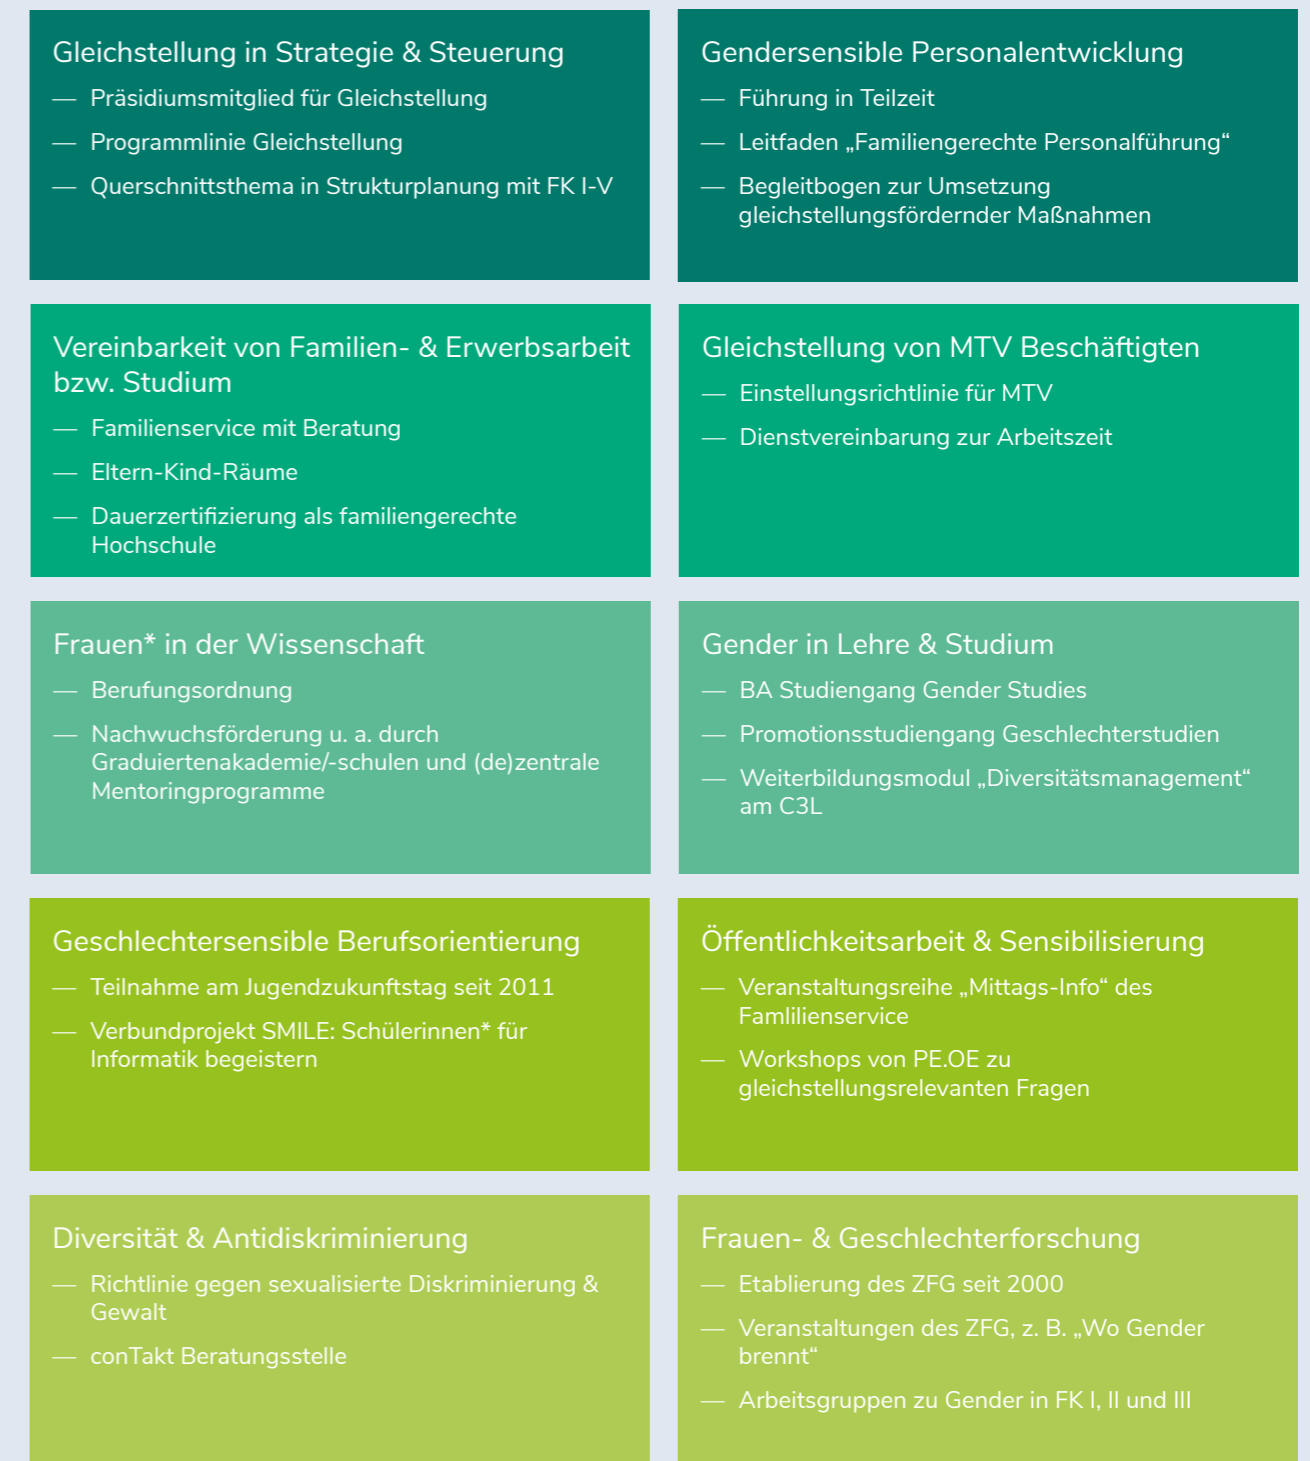 Gleichstellung in Strategie & Steuerung
— Präsidiumsmitglied für Gleichstellung
— Programmlinie Gleichstellung
— Querschnittsthema in Strukturplanung mit FK I-V
Gendersensible Personalentwicklung
— Führung in Teilzeit
— Leitfaden „Familiengerechte Personalführung“
— Begleitbogen zur Umsetzung
gleichstellungsfördernder Maßnahmen
Vereinbarkeit von Familien- & Erwerbsarbeit
bzw. Studium
— Familienservice mit Beratung
— Eltern-Kind-Räume
— Dauerzertifizierung als familiengerechte
Hochschule
Gleichstellung von MTV Beschäftigten
— Einstellungsrichtlinie für MTV
— Dienstvereinbarung zur Arbeitszeit
Frauen* in der Wissenschaft
— Berufungsordnung
— Nachwuchsförderung u. a. durch
Graduiertenakademie/-schulen und (de)zentrale
Mentoringprogramme
Gender in Lehre & Studium
— BA Studiengang Gender Studies
— Promotionsstudiengang Geschlechterstudien
— Weiterbildungsmodul „Diversitätsmanagement“
am C3L
Geschlechtersensible Berufsorientierung
— Teilnahme am Jugendzukunftstag seit 2011
— Verbundprojekt SMILE: Schülerinnen* für
Informatik begeistern
Öffentlichkeitsarbeit & Sensibilisierung
— Veranstaltungsreihe „Mittags-Info“ des
Famlilienservice
— Workshops von PE.OE zu
gleichstellungsrelevanten Fragen
Diversität & Antidiskriminierung
— Richtlinie gegen sexualisierte Diskriminierung &
Gewalt
— conTakt Beratungsstelle
Frauen- & Geschlechterforschung
— Etablierung des ZFG seit 2000
— Veranstaltungen des ZFG, z. B. „Wo Gender
brennt“
— Arbeitsgruppen zu Gender in FK I, II und III